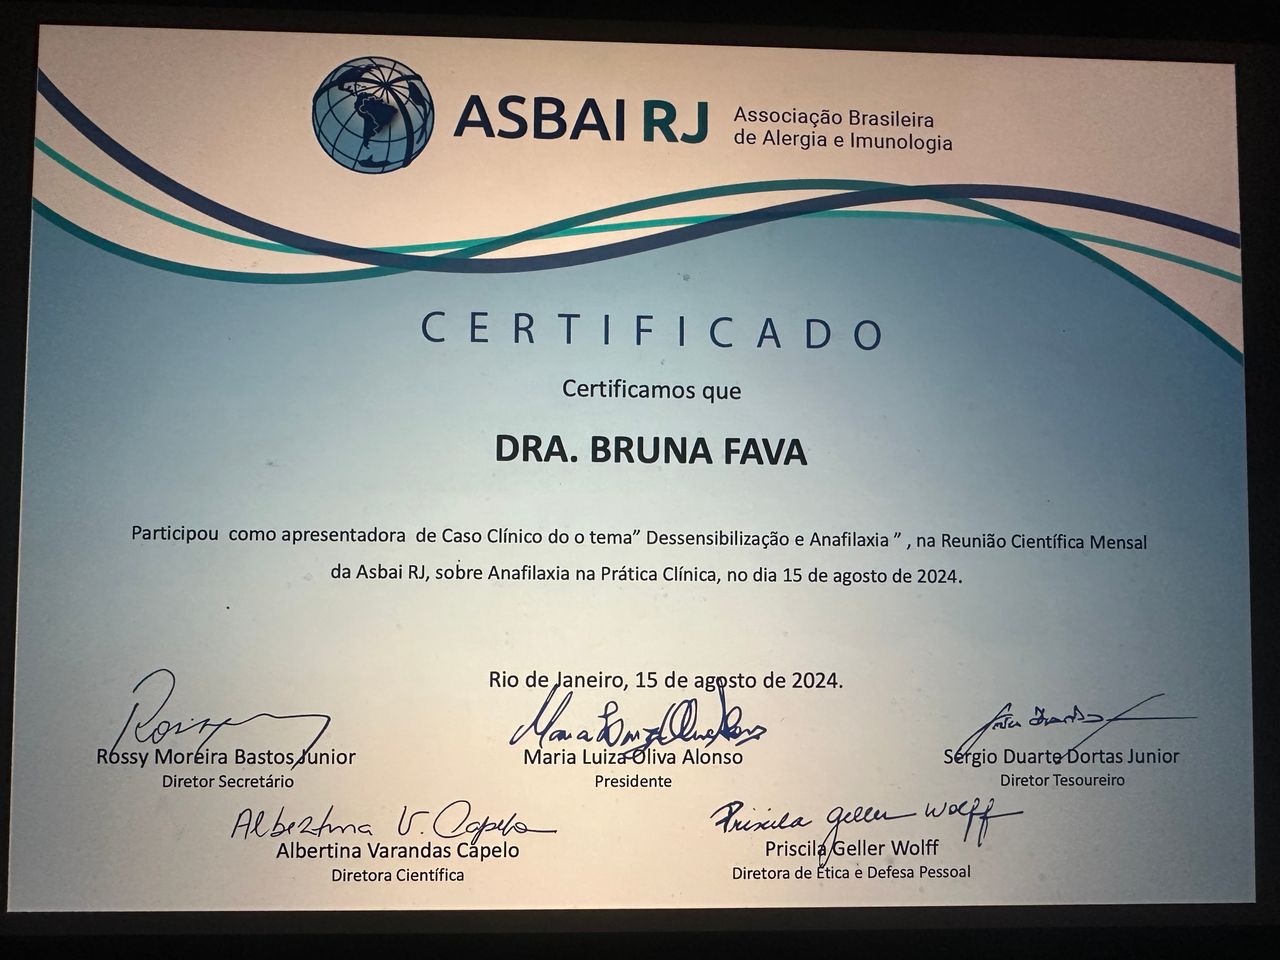 ASBAI RJ
Associação Brasileira
de Alergia e Imunologia
CERTIFICADO
Certificamos que
DRA. BRUNA FAVA
Participou como apresentadora de Caso Clínico do o tema” Dessensibilização e Anafilaxia ” , na Reunião Científica Mensal
da Asbai RJ, sobre Anafilaxia na Prática Clínica, no dia 15 de agosto de 2024.
Rio de Janeiro, 15 de agosto de 2024.
Rossy Moreira Bastos Junior
Diretor Secretário
Maria Luiza Oliva Alonso
Presidente
Sérgio Duarte Dortas Junior
Diretor Tesoureiro
Albertina V. Capelo
Albertina Varandas Capelo
Diretora Científica
Priscila Geller Wolff
Priscila Geller Wolff
Diretora de Ética e Defesa Pessoal